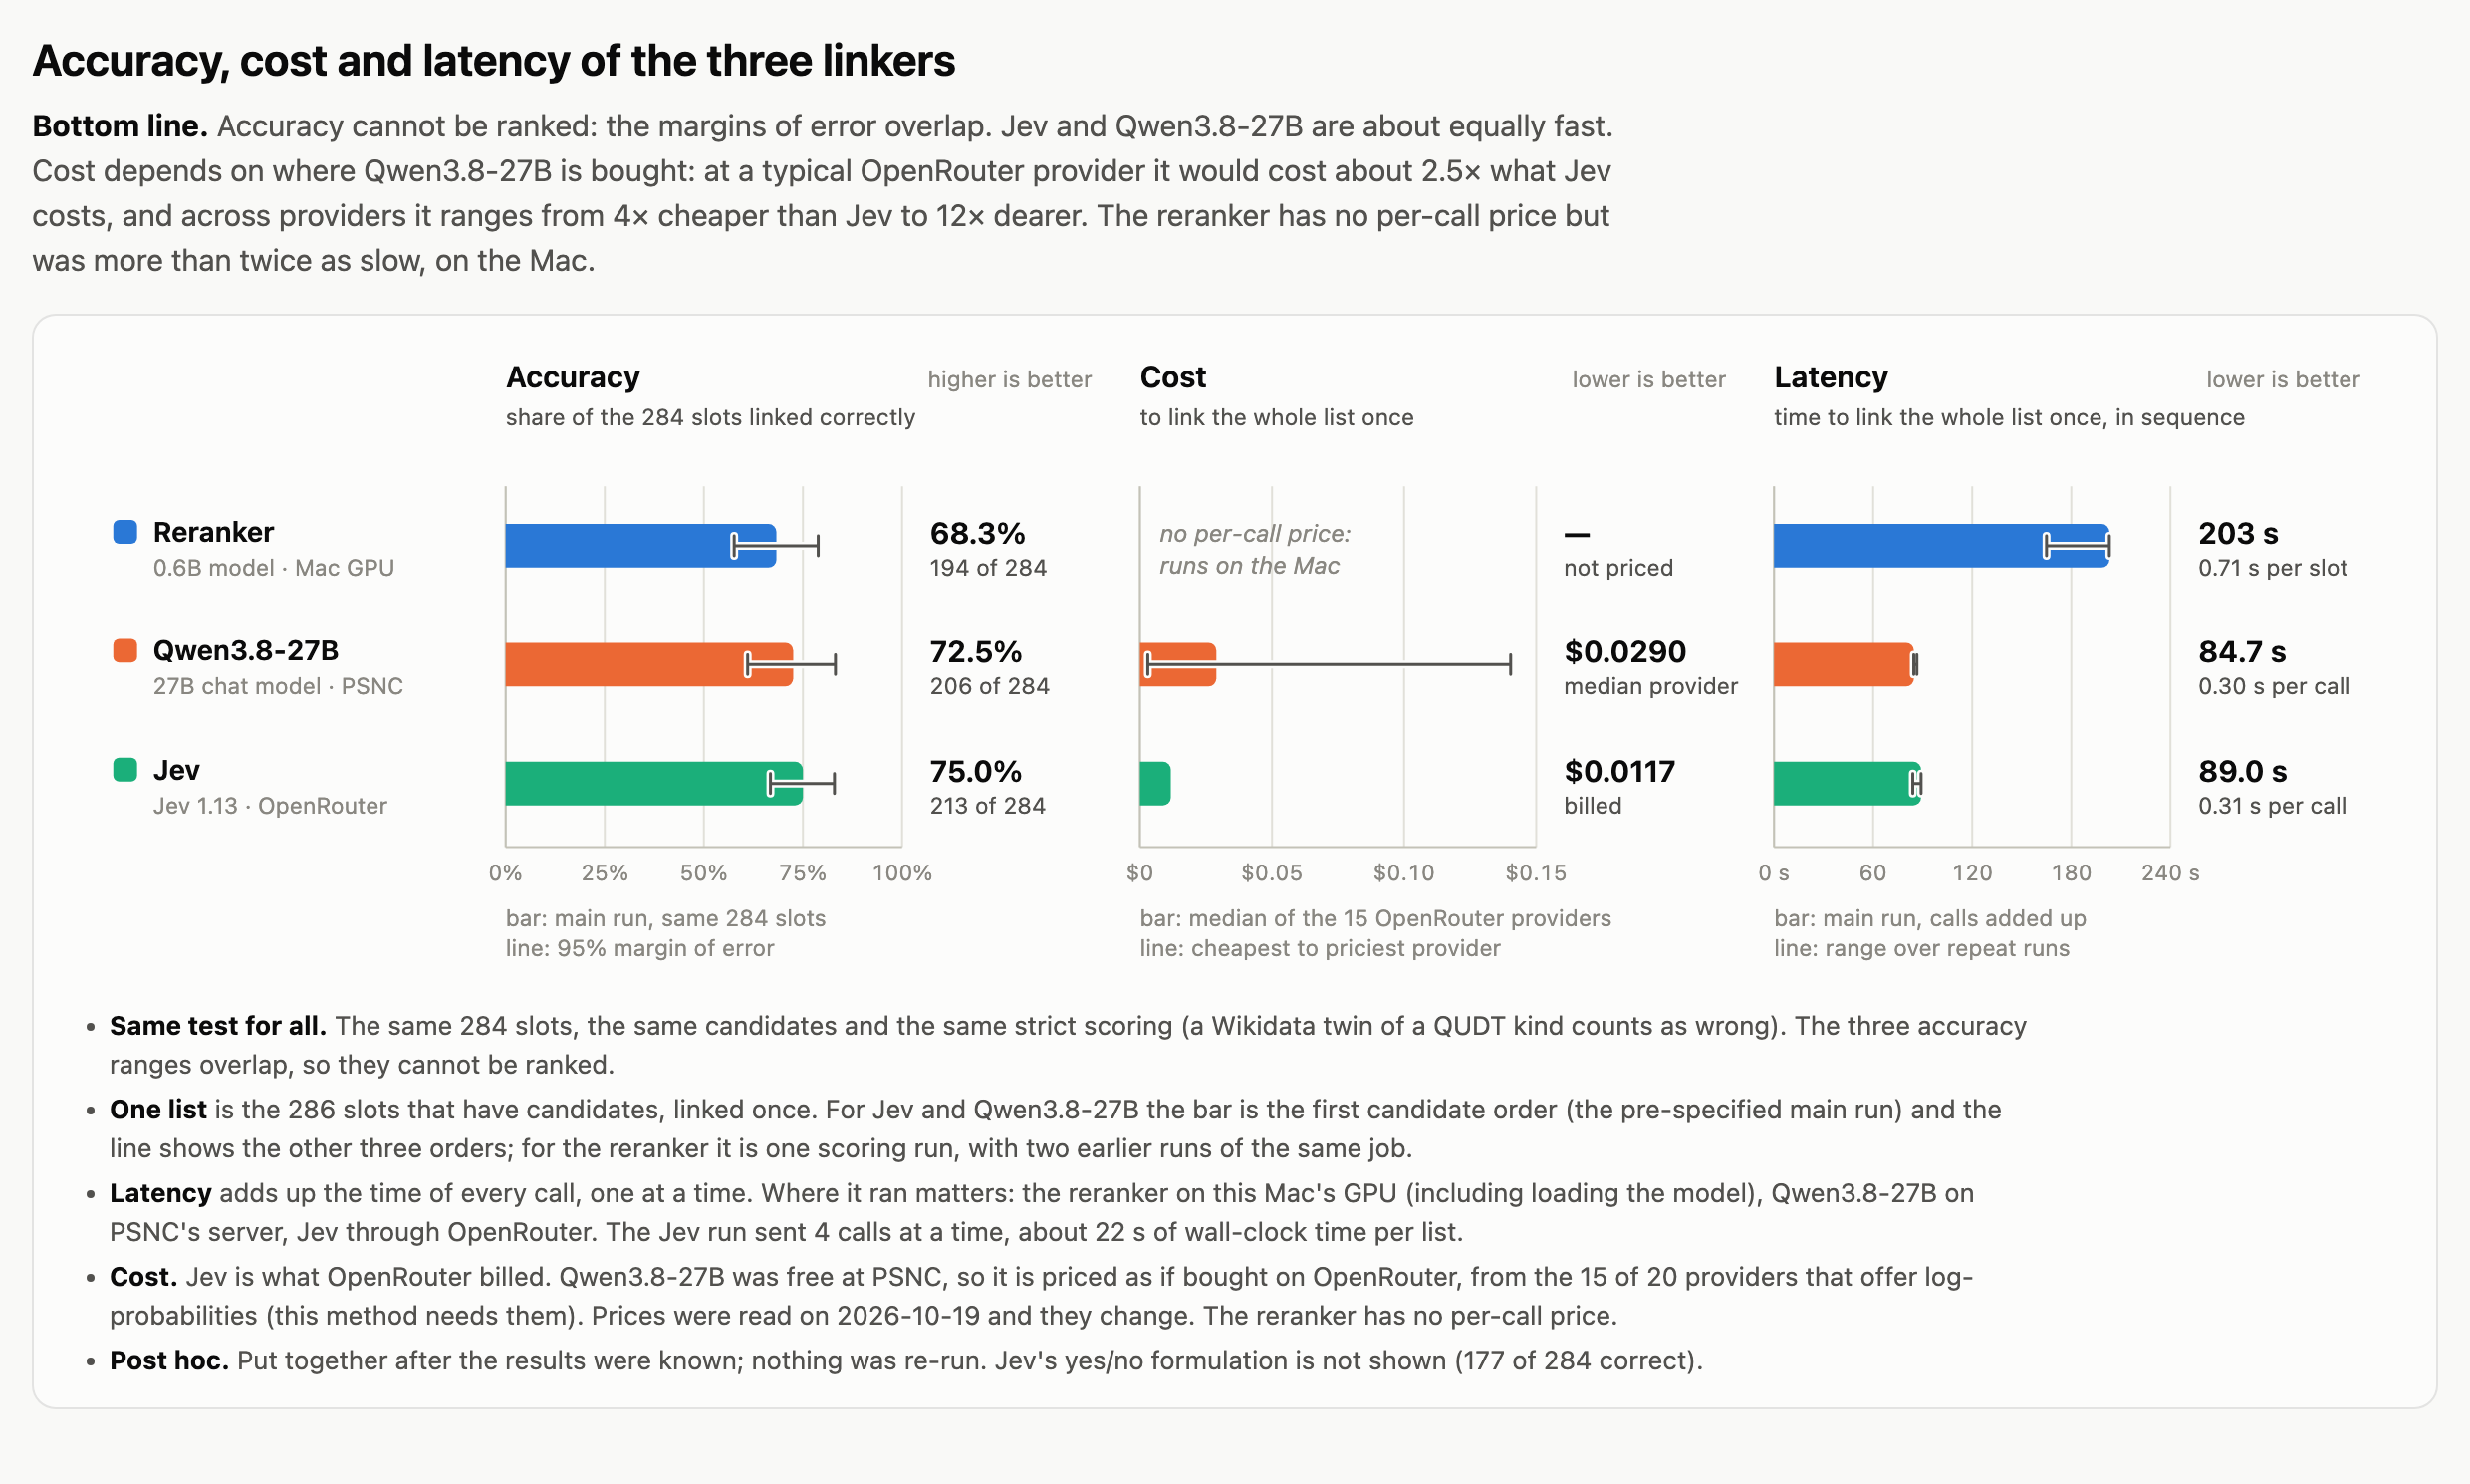 Accuracy, cost and latency of the three linkers
Bottom line. Accuracy cannot be ranked: the margins of error overlap. Jev and Qwen3.8-27B are about equally fast.
Cost depends on where Qwen3.8-27B is bought: at a typical OpenRouter provider it would cost about 2.5× what Jev
costs, and across providers it ranges from 4× cheaper than Jev to 12× dearer. The reranker has no per-call price but
was more than twice as slow, on the Mac.
Accuracy
higher is better
share of the 284 slots linked correctly
Cost
lower is better
to link the whole list once
Latency
lower is better
time to link the whole list once, in sequence
Reranker
0.6B model · Mac GPU
68.3%
194 of 284
no per-call price:
runs on the Mac
—
not priced
203 s
0.71 s per slot
Qwen3.8-27B
27B chat model · PSNC
72.5%
206 of 284
$0.0290
median provider
84.7 s
0.30 s per call
Jev
Jev 1.13 · OpenRouter
75.0%
213 of 284
$0.0117
billed
89.0 s
0.31 s per call
0% 25% 50% 75% 100%
$0 $0.05 $0.10 $0.15
0 s 60 120 180 240 s
bar: main run, same 284 slots
line: 95% margin of error
bar: median of the 15 OpenRouter providers
line: cheapest to priciest provider
bar: main run, calls added up
line: range over repeat runs
• Same test for all. The same 284 slots, the same candidates and the same strict scoring (a Wikidata twin of a QUDT kind counts as wrong). The three accuracy
ranges overlap, so they cannot be ranked.
• One list is the 286 slots that have candidates, linked once. For Jev and Qwen3.8-27B the bar is the first candidate order (the pre-specified main run) and the
line shows the other three orders; for the reranker it is one scoring run, with two earlier runs of the same job.
• Latency adds up the time of every call, one at a time. Where it ran matters: the reranker on this Mac's GPU (including loading the model), Qwen3.8-27B on
PSNC's server, Jev through OpenRouter. The Jev run sent 4 calls at a time, about 22 s of wall-clock time per list.
• Cost. Jev is what OpenRouter billed. Qwen3.8-27B was free at PSNC, so it is priced as if bought on OpenRouter, from the 15 of 20 providers that offer log-
probabilities (this method needs them). Prices were read on 2026-10-19 and they change. The reranker has no per-call price.
• Post hoc. Put together after the results were known; nothing was re-run. Jev's yes/no formulation is not shown (177 of 284 correct).